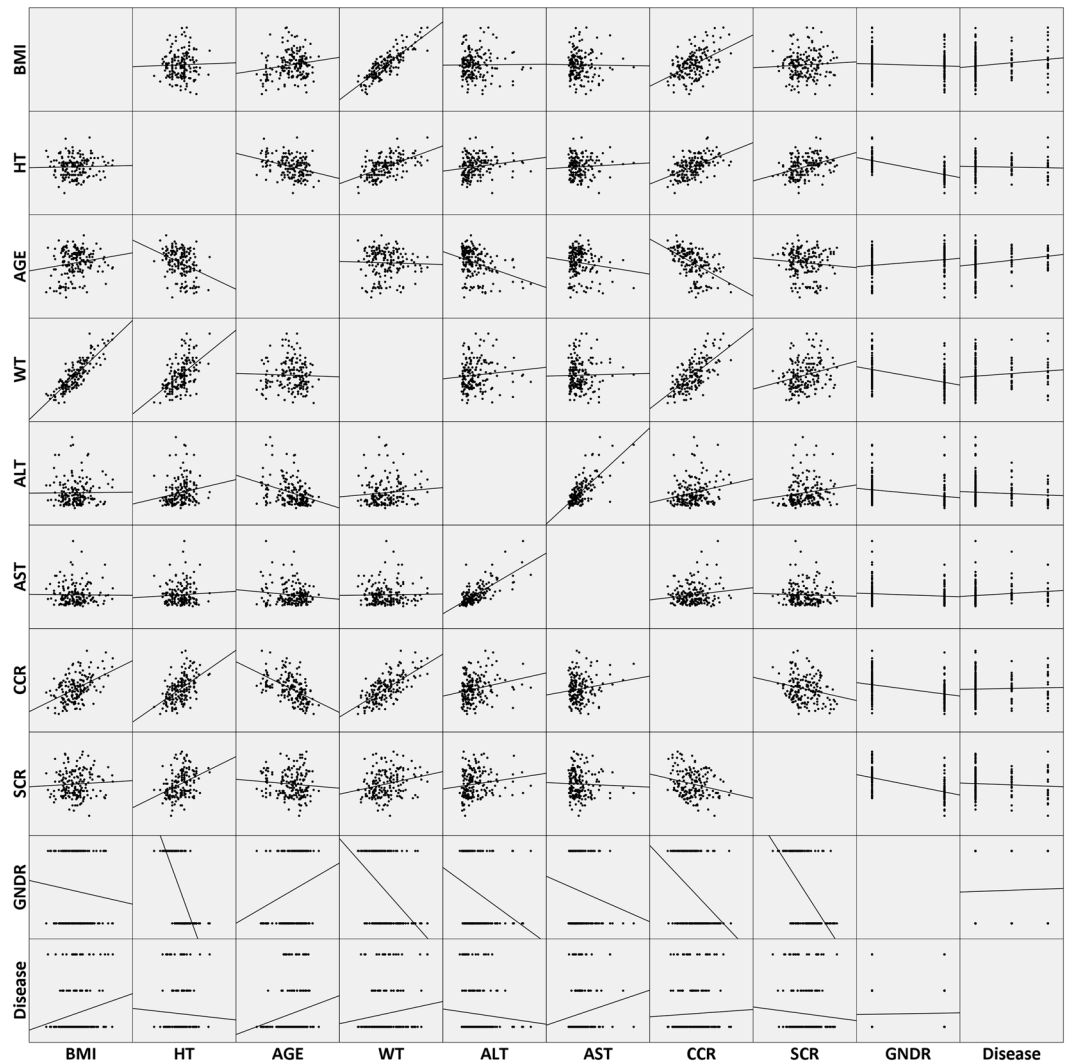 BMI
HT
AGE
WT
ALT
AST
CCR
SCR
GNDR
Disease
BMI HT AGE WT ALT AST CCR SCR GNDR Disease